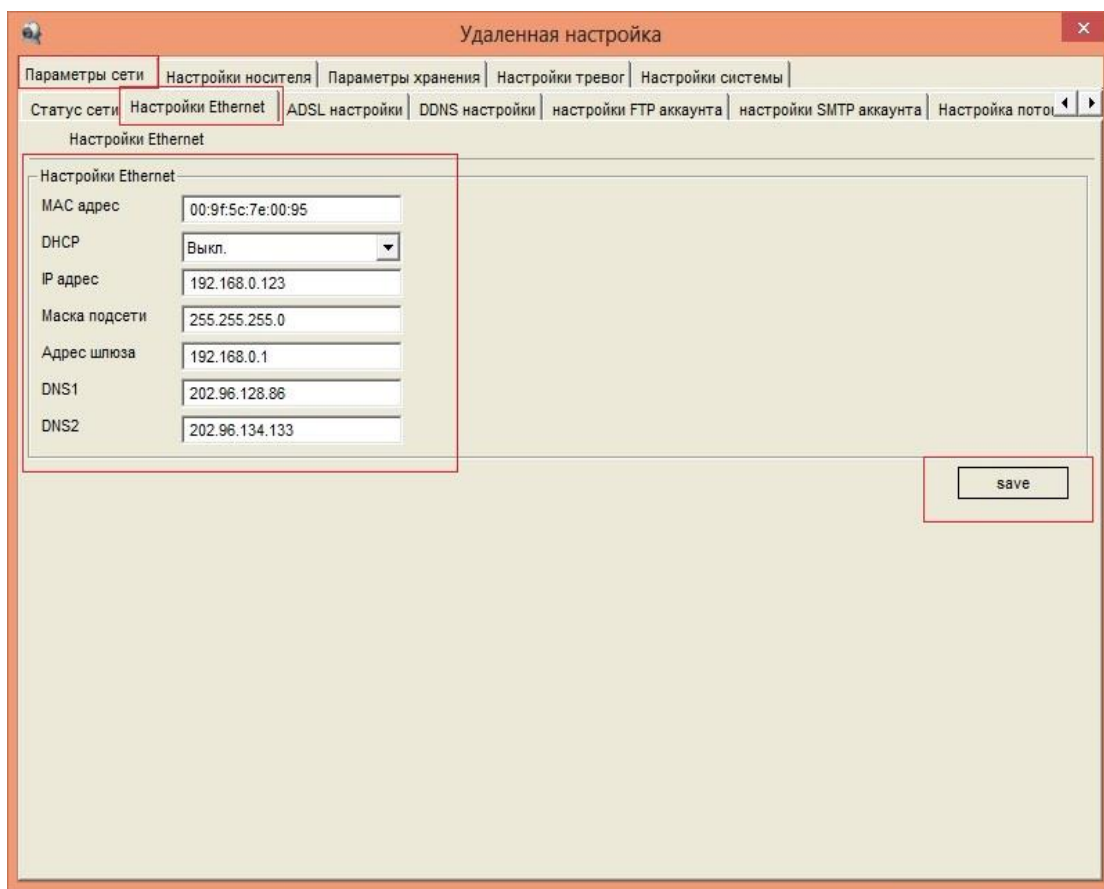 Удаленная настройка
Параметры сети Настройки носителя Параметры хранения Настройки тревог Настройки системы
Статус сети Настройки Ethernet ADSL настройки DDNS настройки настройки FTP аккаунта настройки SMTP аккаунта Настройка пото
Настройки Ethernet
Настройки Ethernet
MAC адрес 00:9f:5c:7e:00:95
DHCP Выкл.
IP адрес 192.168.0.123
Маска подсети 255.255.255.0
Адрес шлюза 192.168.0.1
DNS1 202.96.128.86
DNS2 202.96.134.133
save